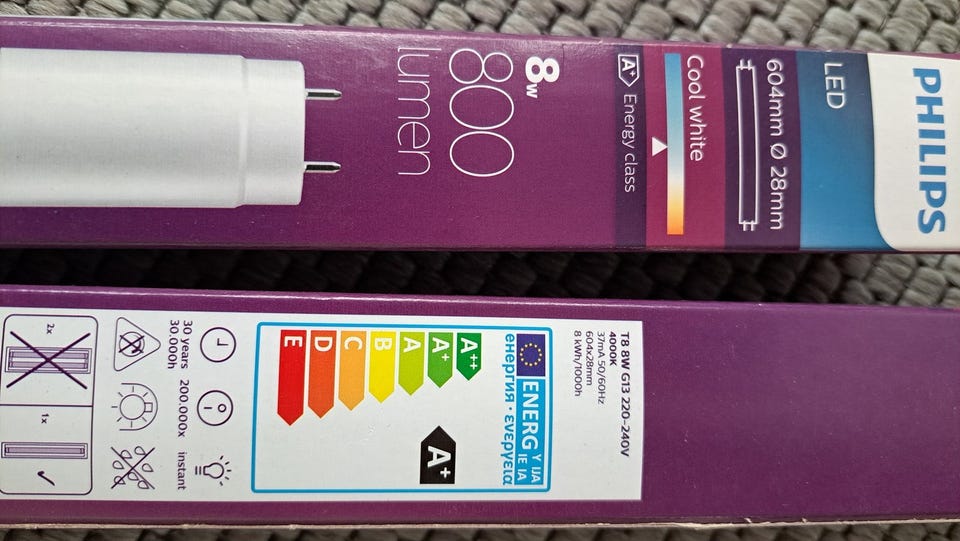 PHILIPS
LED
604mm Ø 28mm
Cool white
A+ Energy class
8w
800
lumen
T8 8W G13 220-240V
4000K
37mA 50/60Hz
604x28mm
8 kWh/1000h
ENERG Y IJA
IE IA
енергия · ενεργεια
A++
A+
A
B
C
D
E
A+
30 years
30.000h
200.000x
instant
2x
1x